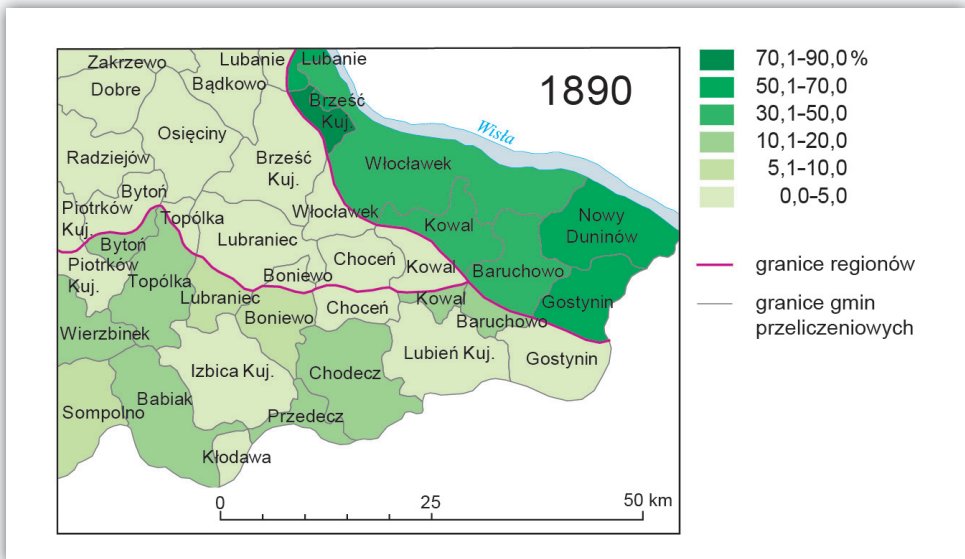 Zakrzewo
Lubanie
Lubanie
1890
Dobre
Bądkowo
Brześć
Kuj.
Osięciny
Wisła
Radziejów
Brześć
Kuj.
Włocławek
Bytoń
Piotrków
Kuj.
Topólka
Włocławek
Kowal
Nowy
Duninów
Bytoń
Lubraniec
Choceń
Kowal
Baruchowo
Piotrków
Kuj.
Topólka
Boniewo
Lubraniec
Kowal
Gostynin
Boniewo
Choceń
Baruchowo
Wierzbinek
Lubień Kuj.
Gostynin
Izbica Kuj.
Chodecz
Babiak
Sompolno
Przedecz
Kłodawa
0
25
50 km
70,1–90,0 %
50,1–70,0
30,1–50,0
10,1–20,0
5,1–10,0
0,0–5,0
granice regionów
granice gmin
przeliczeniowych